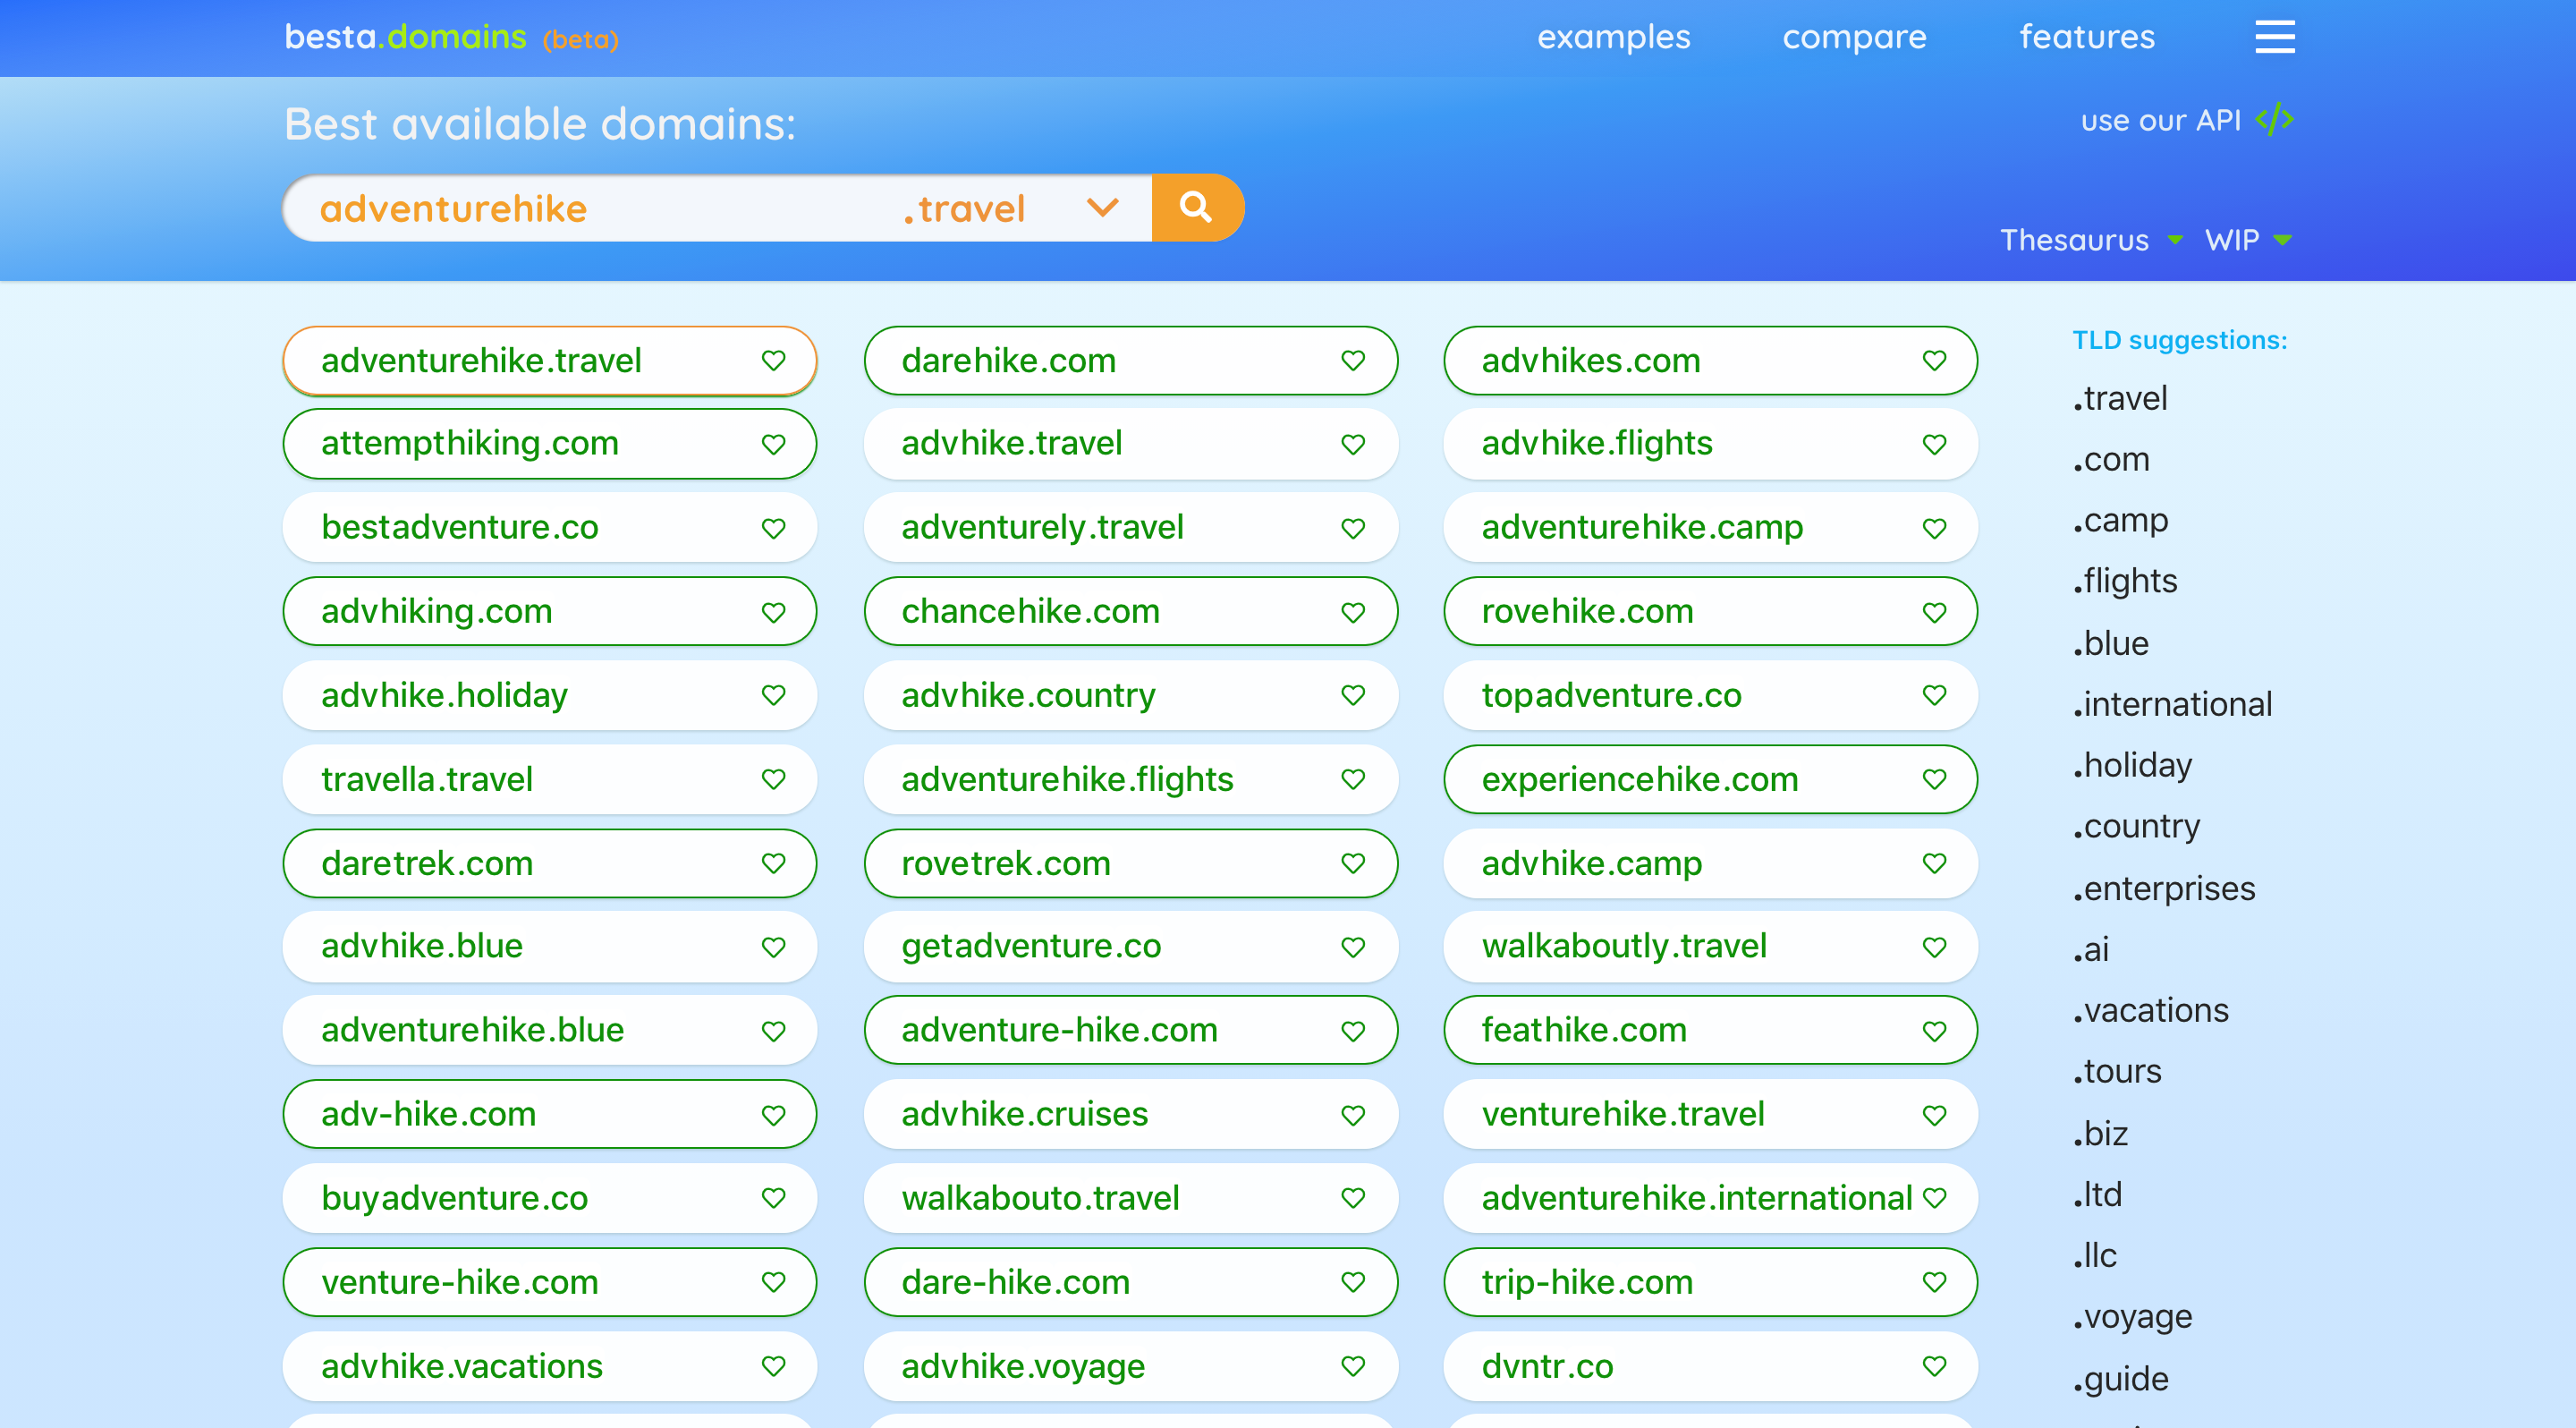 besta.domains (beta)
examples
compare
features
Best available domains:
use our API </>
adventurehike .travel
Thesaurus WIP
adventurehike.travel
darehike.com
advhikes.com
attempthiking.com
advhike.travel
advhike.flights
bestadventure.co
adventurely.travel
adventurehike.camp
advhiking.com
chancehike.com
rovehike.com
advhike.holiday
advhike.country
topadventure.co
travella.travel
adventurehike.flights
experiencehike.com
daretrek.com
rovetrek.com
advhike.camp
advhike.blue
getadventure.co
walkaboutly.travel
adventurehike.blue
adventure-hike.com
feathike.com
adv-hike.com
advhike.cruises
venturehike.travel
buyadventure.co
walkabouto.travel
adventurehike.international
venture-hike.com
dare-hike.com
trip-hike.com
advhike.vacations
advhike.voyage
dvntr.co
TLD suggestions:
.travel
.com
.camp
.flights
.blue
.international
.holiday
.country
.enterprises
.ai
.vacations
.tours
.biz
.ltd
.llc
.voyage
.guide